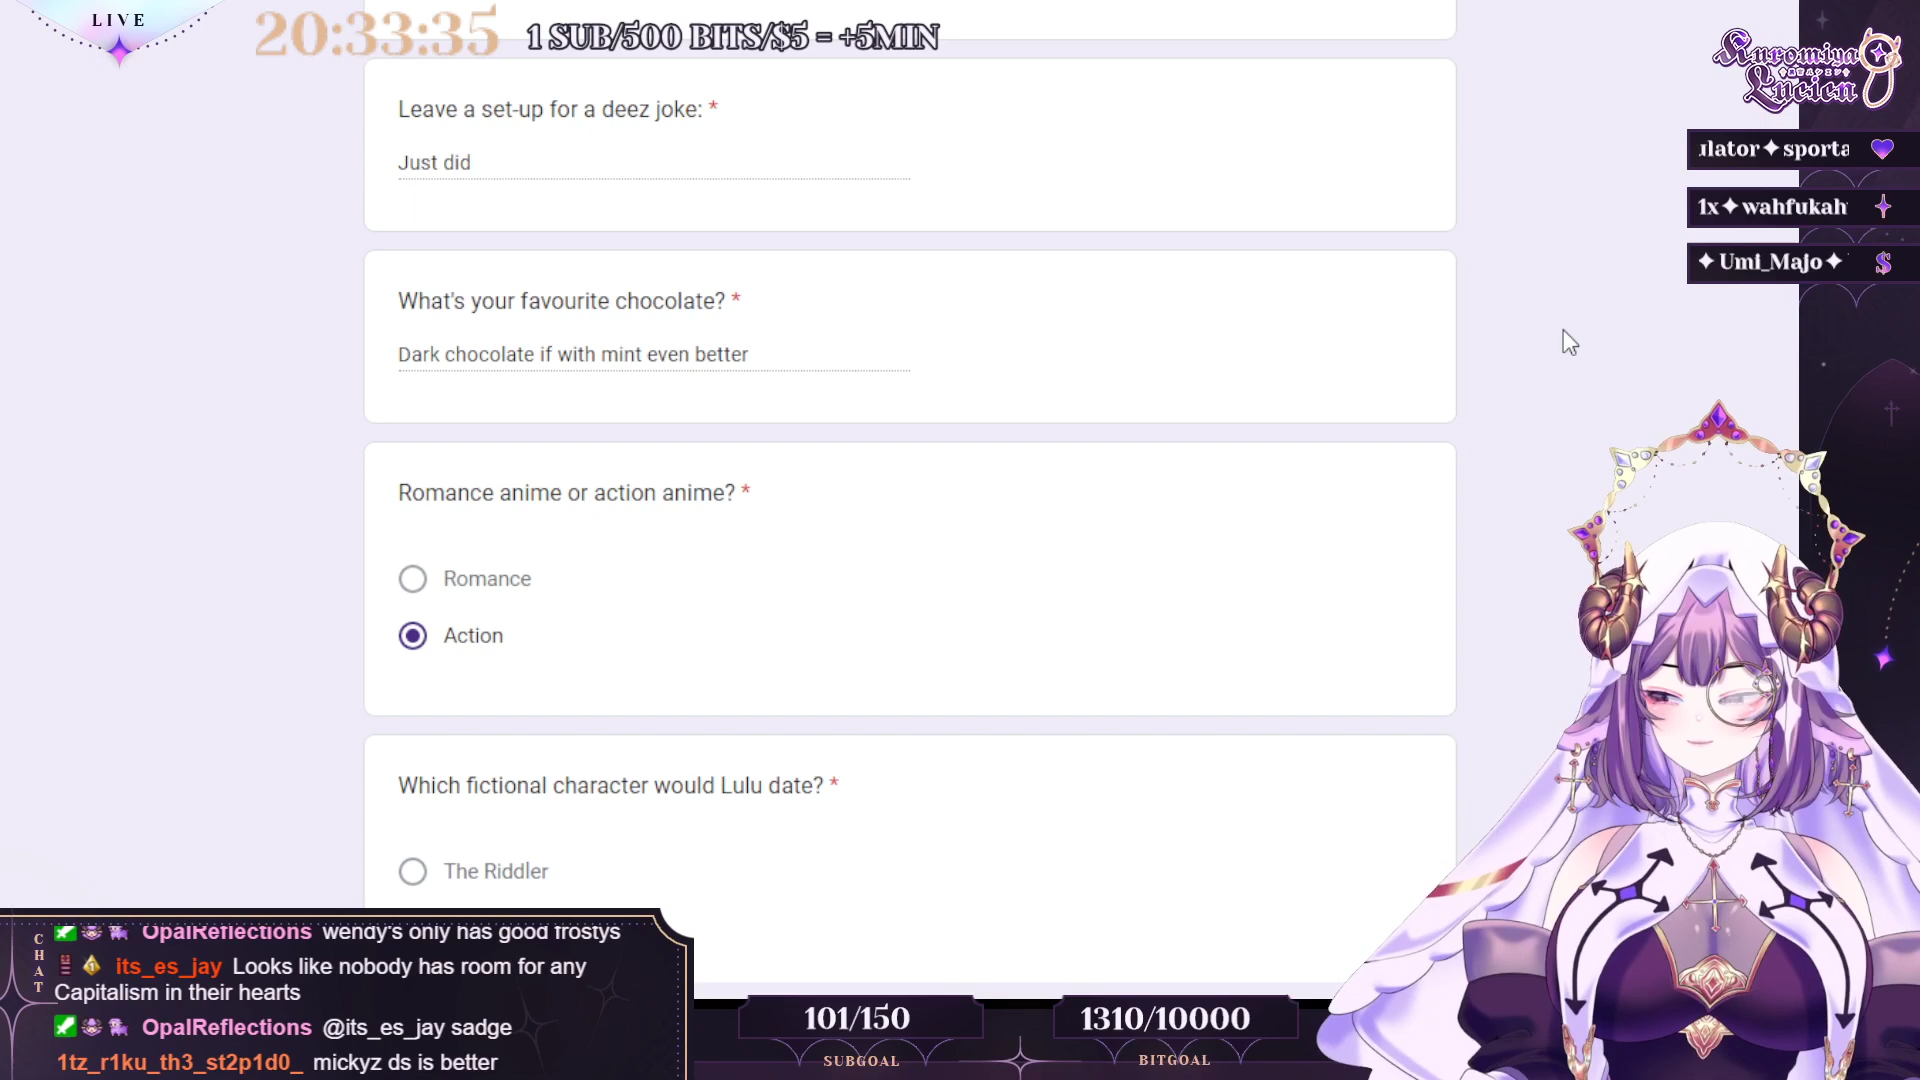 LIVE
20:33:35
1 SUB/500 BITS/$5 = +5MIN
Kuromiya
Lucien
Leave a set-up for a deez joke: *
Just did
ılator✦sporta
1x✦wahfukah
✦ Umi_Majo✦
What's your favourite chocolate? *
Dark chocolate if with mint even better
Romance anime or action anime? *
Romance
Action
Which fictional character would Lulu date? *
The Riddler
CHAT
OpalReflections wendy's only has good frostys
its_es_jay Looks like nobody has room for any
Capitalism in their hearts
OpalReflections @its_es_jay sadge
1tz_r1ku_th3_st2p1d0_ mickyz ds is better
101/150
SUBGOAL
1310/10000
BITGOAL